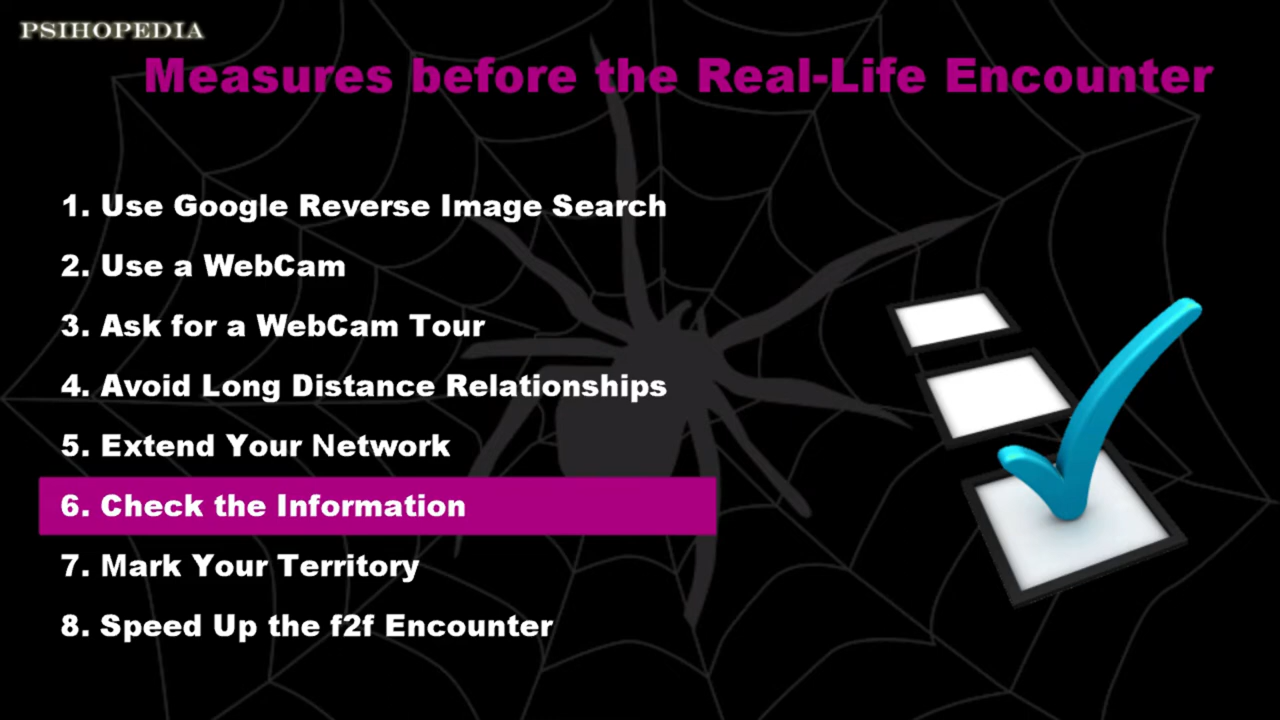 PSIHOPEDIA
Measures before the Real-Life Encounter
1. Use Google Reverse Image Search
2. Use a WebCam
3. Ask for a WebCam Tour
4. Avoid Long Distance Relationships
5. Extend Your Network
6. Check the Information
7. Mark Your Territory
8. Speed Up the f2f Encounter